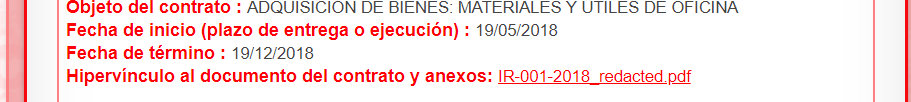 Objeto del contrato : ADQUISICION DE BIENES: MATERIALES Y UTILES DE OFICINA
Fecha de inicio (plazo de entrega o ejecución) : 19/05/2018
Fecha de término : 19/12/2018
Hipervínculo al documento del contrato y anexos: IR-001-2018_redacted.pdf